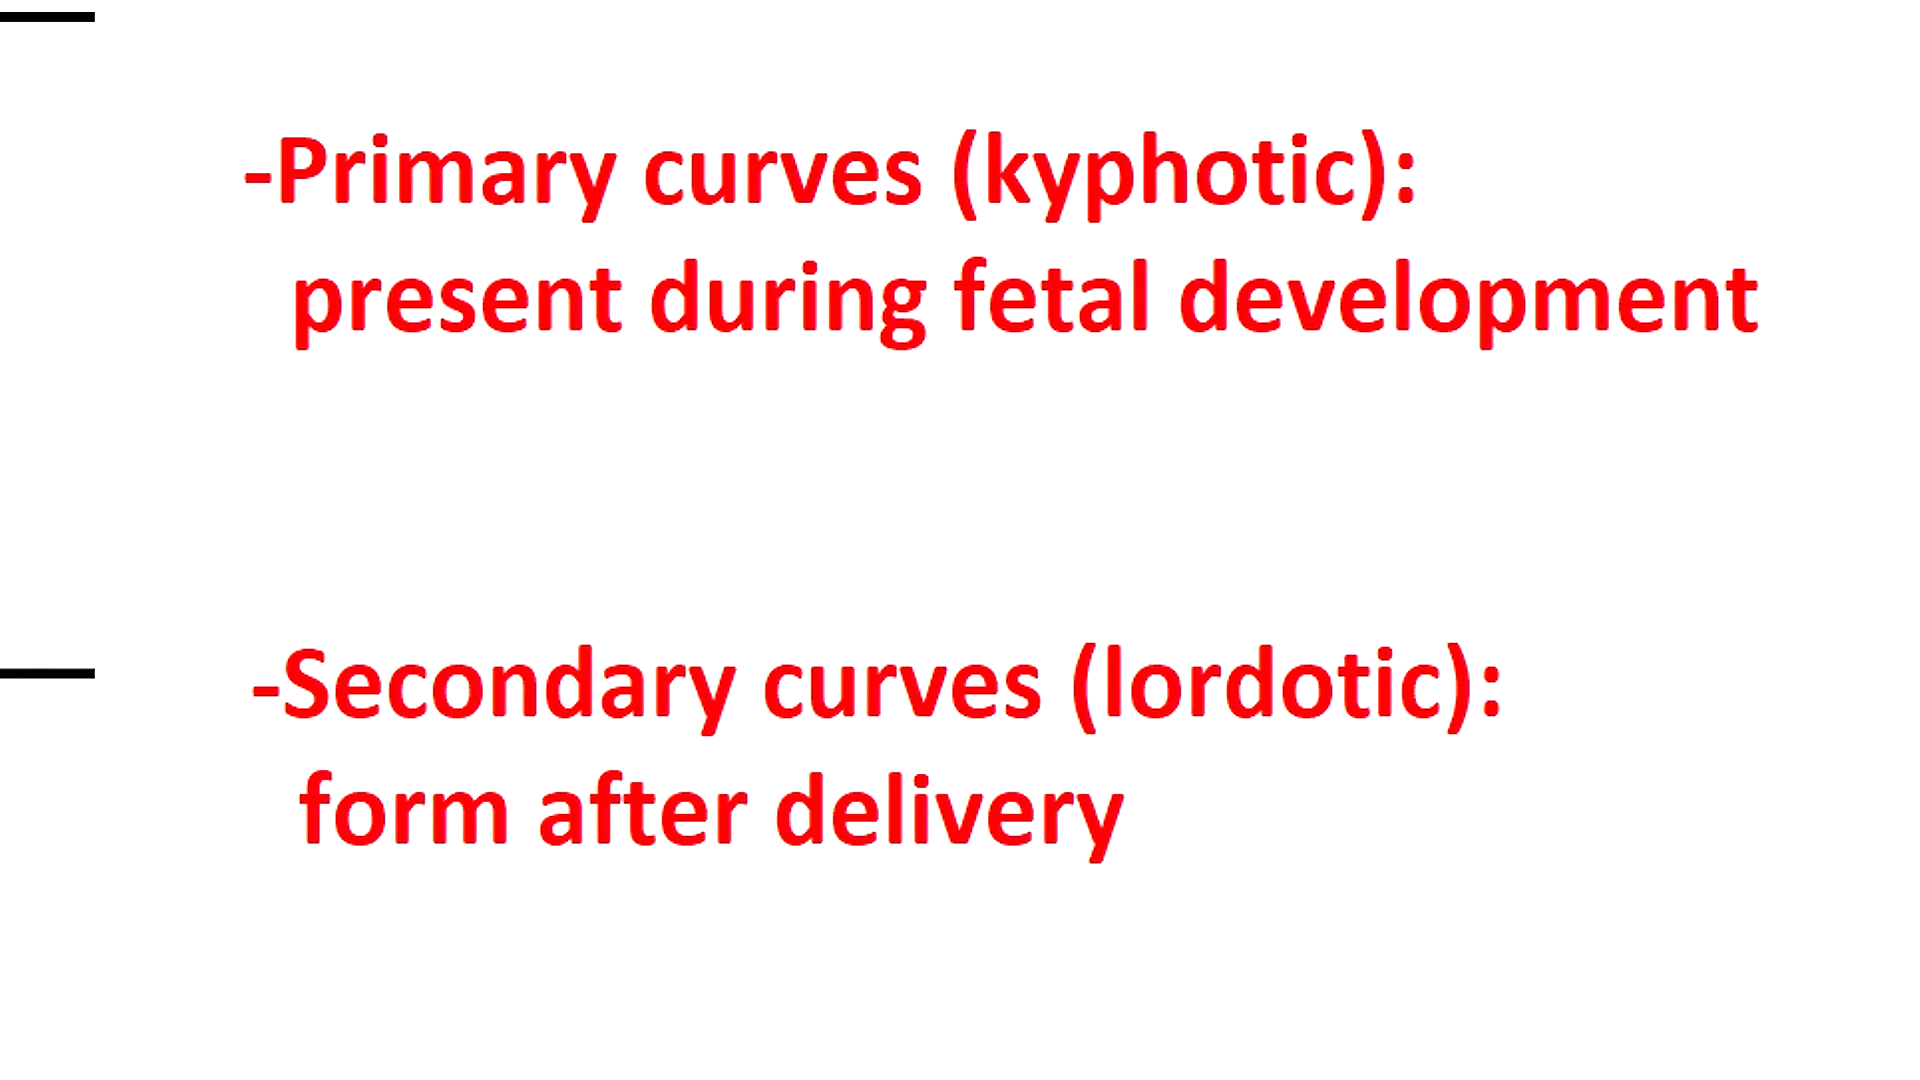 -Primary curves (kyphotic):
present during fetal development
-Secondary curves (lordotic):
form after delivery